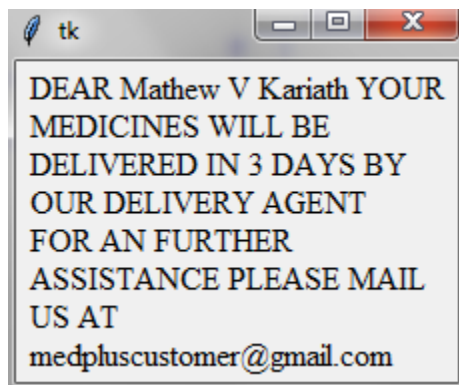 tk
DEAR Mathew V Kariath YOUR
MEDICINES WILL BE
DELIVERED IN 3 DAYS BY
OUR DELIVERY AGENT
FOR AN FURTHER
ASSISTANCE PLEASE MAIL
US AT
medpluscustomer@gmail.com